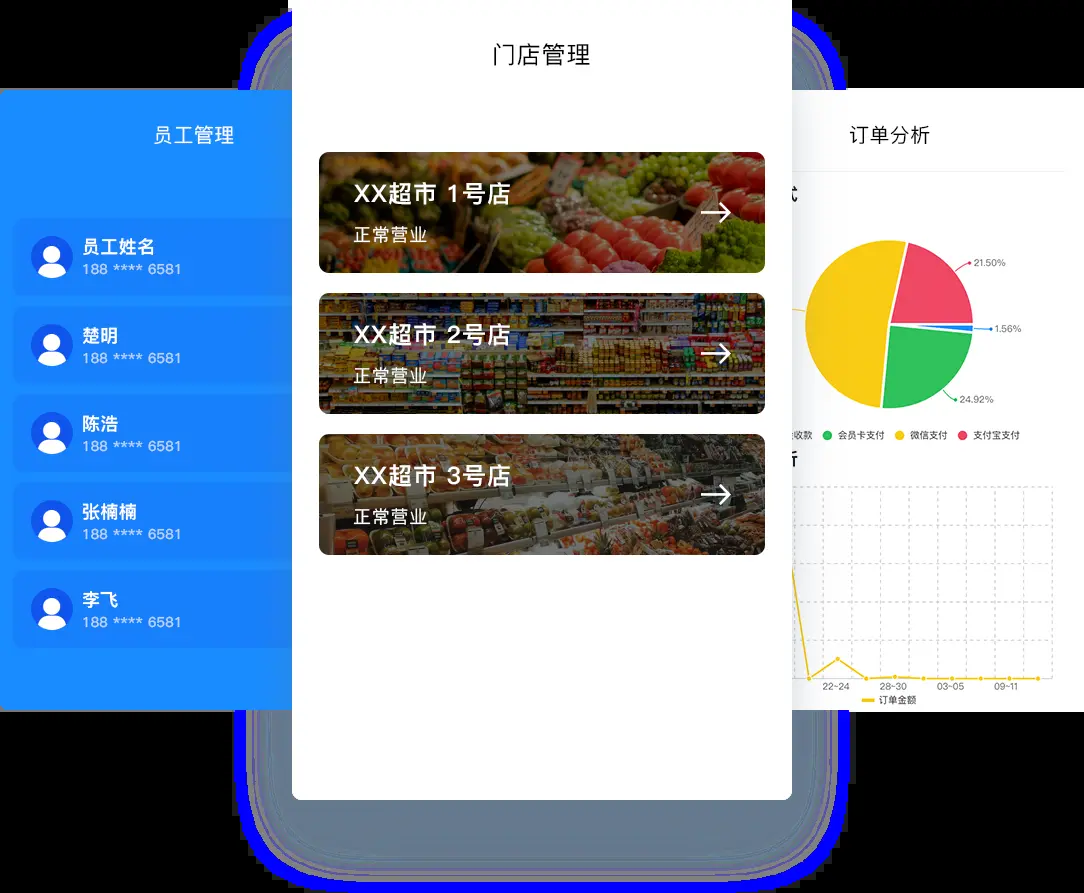 门店管理
XX超市 1号店
正常营业
XX超市 2号店
正常营业
XX超市 3号店
正常营业
员工管理
员工姓名
188 **** 6581
楚明
188 **** 6581
陈浩
188 **** 6581
张楠楠
188 **** 6581
李飞
188 **** 6581
订单分析
式
21.50%
1.56%
24.92%
收款 会员卡支付 微信支付 支付宝支付
析
22~24 28~30 03~05 09~11
订单金额